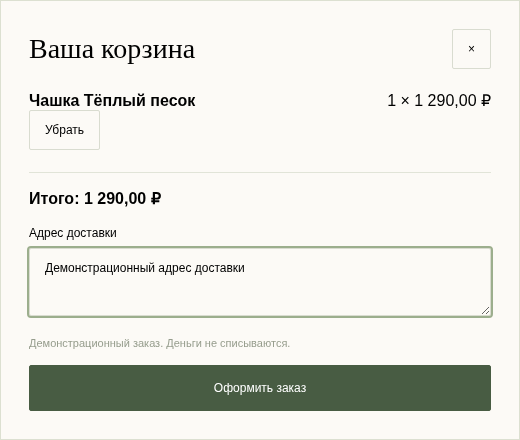 Ваша корзина
×
Чашка Тёплый песок
1 × 1 290,00 ₽
Убрать
Итого: 1 290,00 ₽
Адрес доставки
Демонстрационный адрес доставки
Демонстрационный заказ. Деньги не списываются.
Оформить заказ